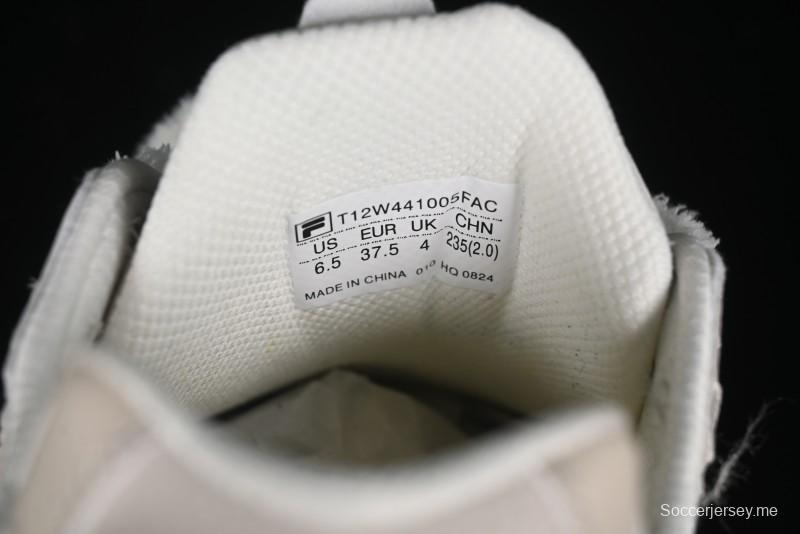 F T12W441005FAC
US EUR UK CHN
6.5 37.5 4 235(2.0)
MADE IN CHINA HQ 0824
Soccerjersey.me